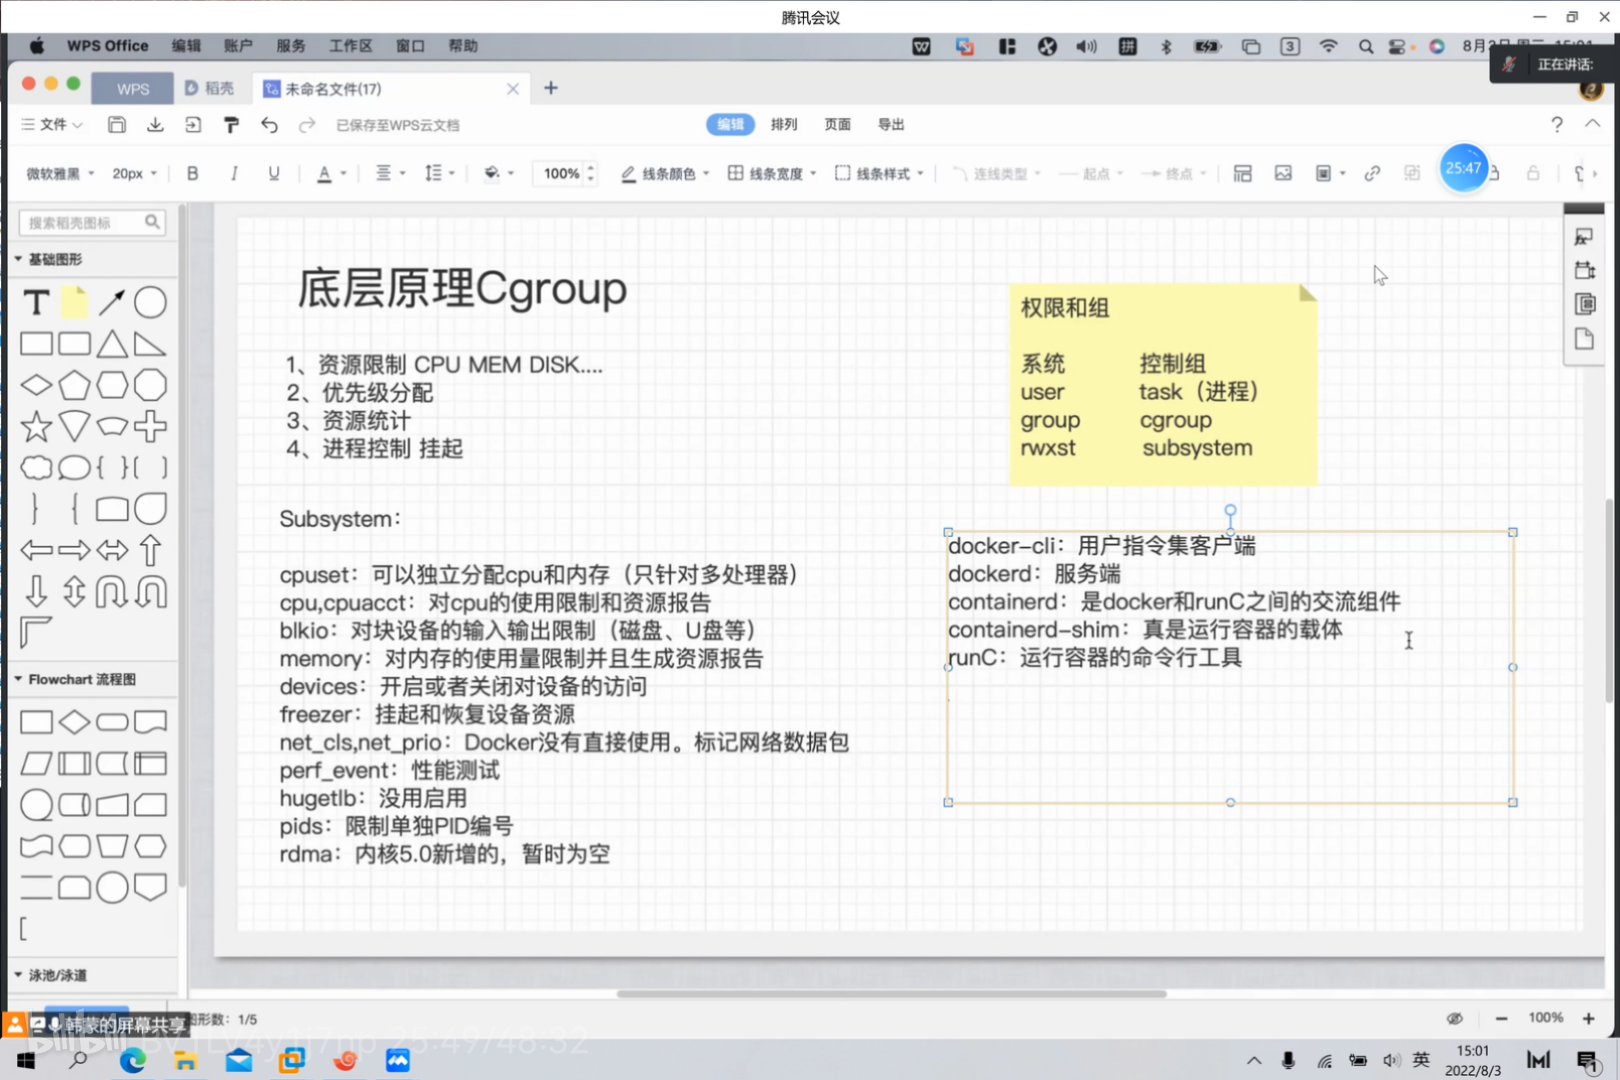 腾讯会议
WPS Office 编辑 账户 服务 工作区 窗口 帮助
正在讲话:
WPS 稻壳 未命名文件(17)
文件 已保存至WPS云文档 编辑 排列 页面 导出
微软雅黑 20px B I U A 100% 线条颜色 线条宽度 线条样式 连线类型 起点 终点 25:47
搜索稻壳图标
基础图形
Flowchart 流程图
泳池/泳道
底层原理Cgroup
1、资源限制 CPU MEM DISK....
2、优先级分配
3、资源统计
4、进程控制 挂起
Subsystem：
cpuset：可以独立分配cpu和内存（只针对多处理器）
cpu,cpuacct：对cpu的使用限制和资源报告
blkio：对块设备的输入输出限制（磁盘、U盘等）
memory：对内存的使用量限制并且生成资源报告
devices：开启或者关闭对设备的访问
freezer：挂起和恢复设备资源
net_cls,net_prio：Docker没有直接使用。标记网络数据包
perf_event：性能测试
hugetlb：没用启用
pids：限制单独PID编号
rdma：内核5.0新增的，暂时为空
权限和组
系统 控制组
user task（进程）
group cgroup
rwxst subsystem
docker-cli：用户指令集客户端
dockerd：服务端
containerd：是docker和runC之间的交流组件
containerd-shim：真是运行容器的载体
runC：运行容器的命令行工具
韩蒙的屏幕共享
图形数：1/5
100%
25:49/48:32
英
15:01
2022/8/3